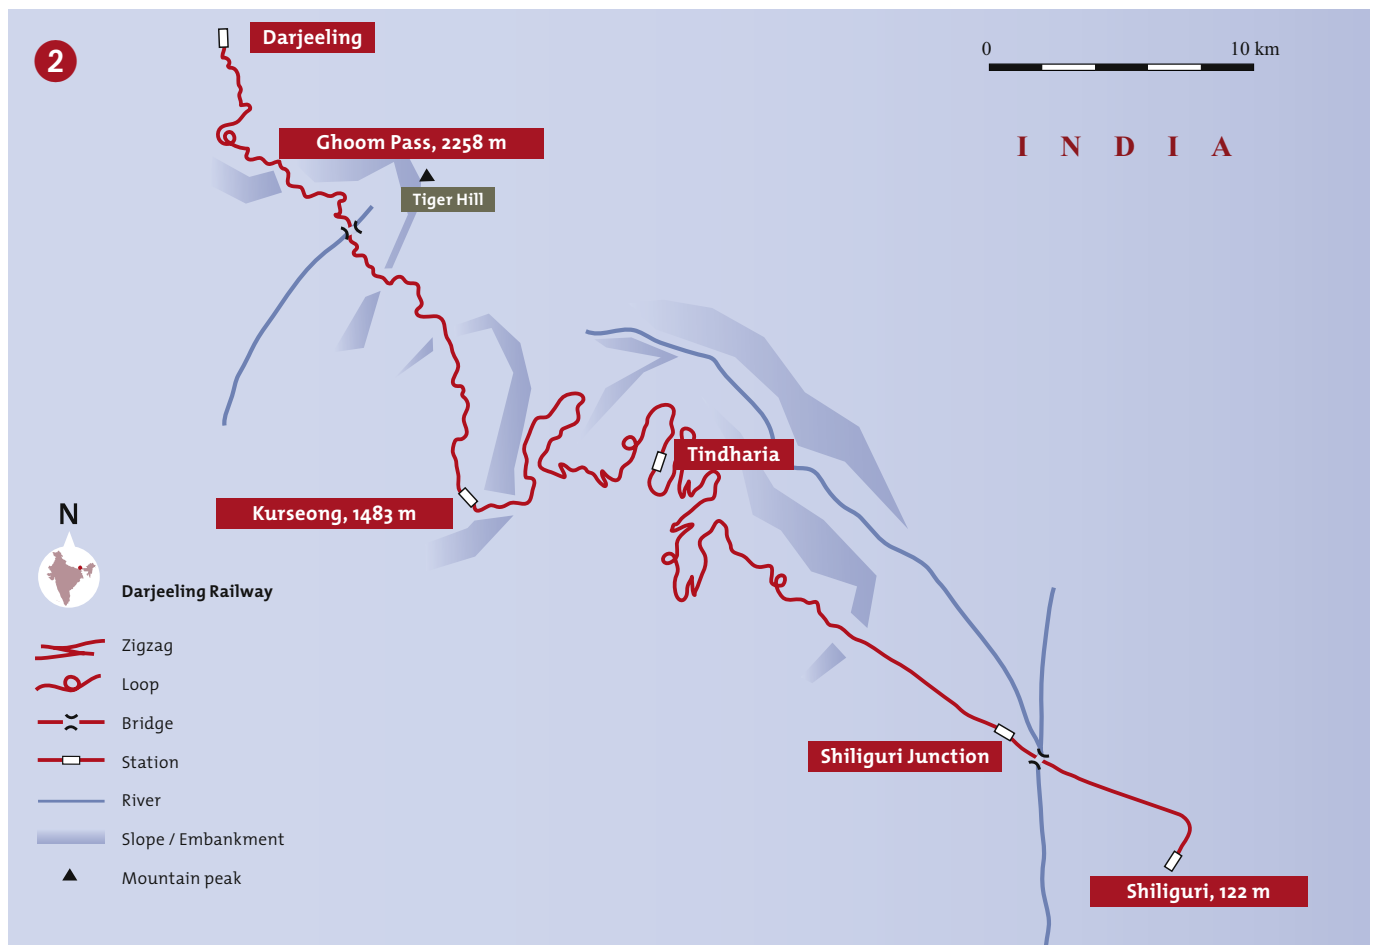 2
Darjeeling
0 10 km
Ghoom Pass, 2258 m
I N D I A
Tiger Hill
Tindharia
Kurseong, 1483 m
N
Darjeeling Railway
Zigzag
Loop
Bridge
Station
River
Slope / Embankment
Mountain peak
Shiliguri Junction
Shiliguri, 122 m